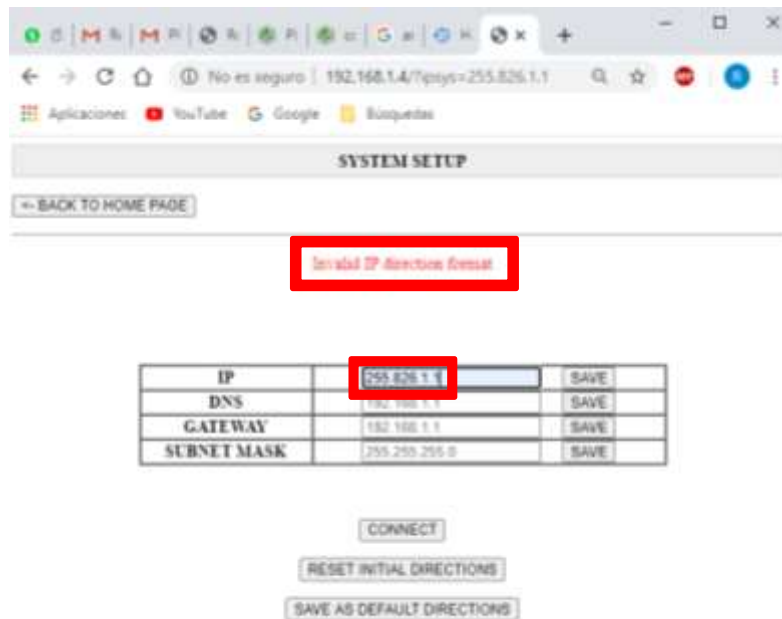 No es seguro | 192.168.1.4/?ipsys=255.826.1.1
Aplicaciones YouTube Google Búsquedas
SYSTEM SETUP
<- BACK TO HOME PAGE
Invalid IP direction format
IP 255.826.1.1 SAVE
DNS 192.168.1.1 SAVE
GATEWAY 192.168.1.1 SAVE
SUBNET MASK 255.255.255.0 SAVE
CONNECT
RESET INITIAL DIRECTIONS
SAVE AS DEFAULT DIRECTIONS